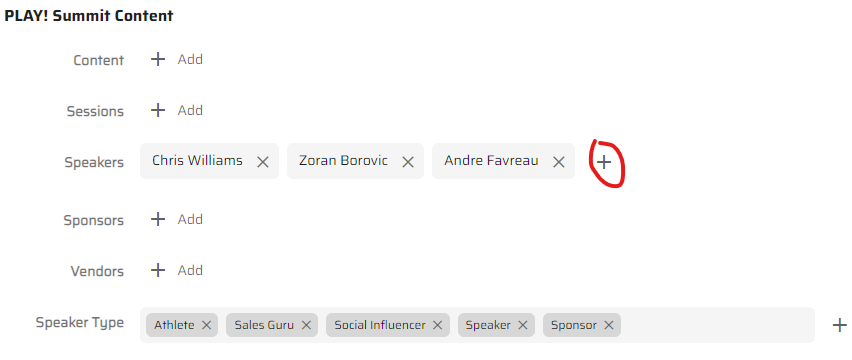 PLAY! Summit Content
Content + Add
Sessions + Add
Speakers Chris Williams × Zoran Borovic × Andre Favreau × +
Sponsors + Add
Vendors + Add
Speaker Type Athlete × Sales Guru × Social Influencer × Speaker × Sponsor × +